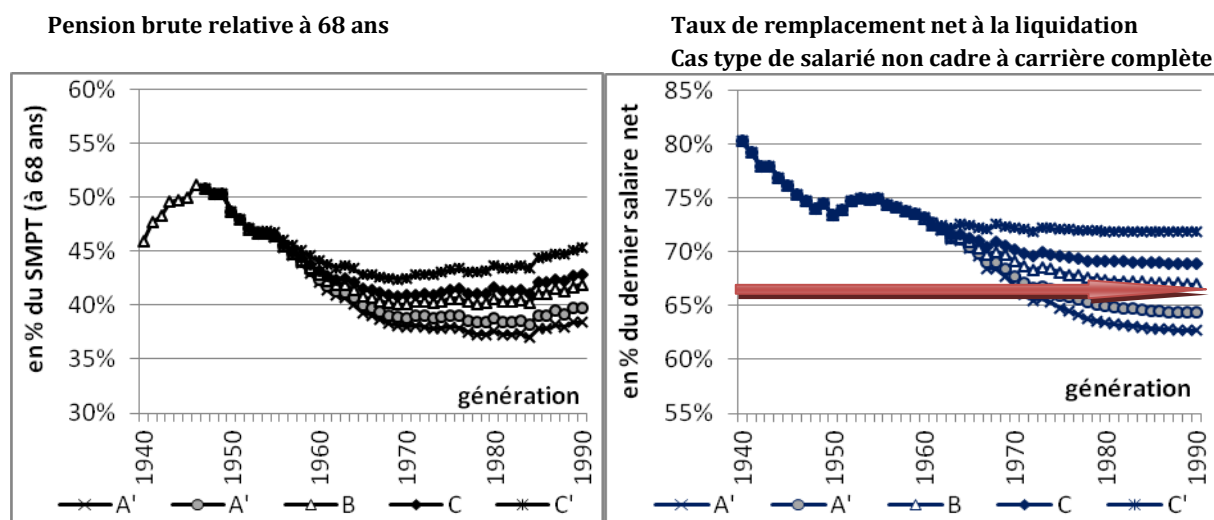 Pension brute relative à 68 ans
en % du SMPT (à 68 ans)
60%
55%
50%
45%
40%
35%
30%
génération
1940
1950
1960
1970
1980
1990
A'
A'
B
C
C'
Taux de remplacement net à la liquidation
Cas type de salarié non cadre à carrière complète
en % du dernier salaire net
85%
80%
75%
70%
65%
60%
55%
génération
1940
1950
1960
1970
1980
1990
A'
A'
B
C
C'